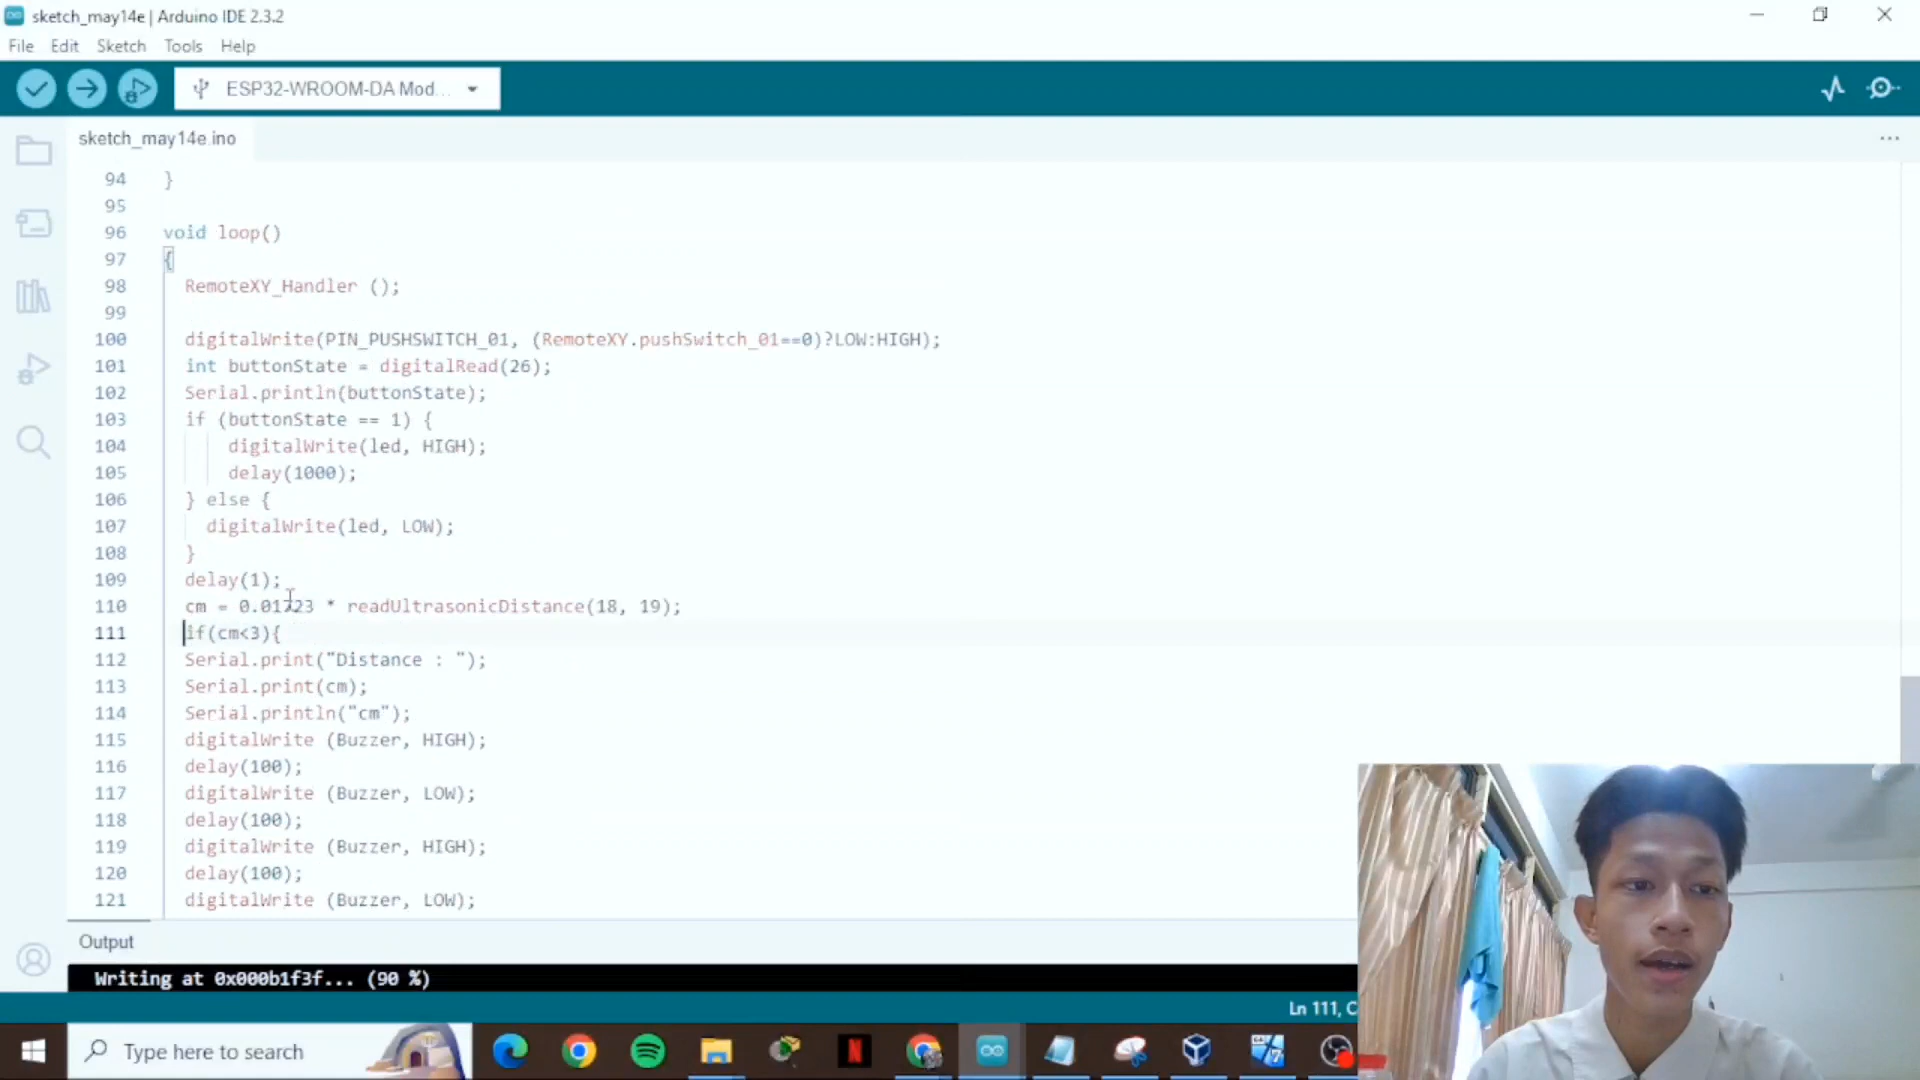 sketch_may14e | Arduino IDE 2.3.2
File Edit Sketch Tools Help
ESP32-WROOM-DA Mod...
sketch_may14e.ino
94 }
95
96 void loop()
97 {
98 RemoteXY_Handler ();
99
100 digitalWrite(PIN_PUSHSWITCH_01, (RemoteXY.pushSwitch_01==0)?LOW:HIGH);
101 int buttonState = digitalRead(26);
102 Serial.println(buttonState);
103 if (buttonState == 1) {
104 digitalWrite(led, HIGH);
105 delay(1000);
106 } else {
107 digitalWrite(led, LOW);
108 }
109 delay(1);
110 cm = 0.01723 * readUltrasonicDistance(18, 19);
111 if(cm<3){
112 Serial.print("Distance : ");
113 Serial.print(cm);
114 Serial.println("cm");
115 digitalWrite (Buzzer, HIGH);
116 delay(100);
117 digitalWrite (Buzzer, LOW);
118 delay(100);
119 digitalWrite (Buzzer, HIGH);
120 delay(100);
121 digitalWrite (Buzzer, LOW);
Output
Writing at 0x000b1f3f... (90 %)
Ln 111, C
Type here to search